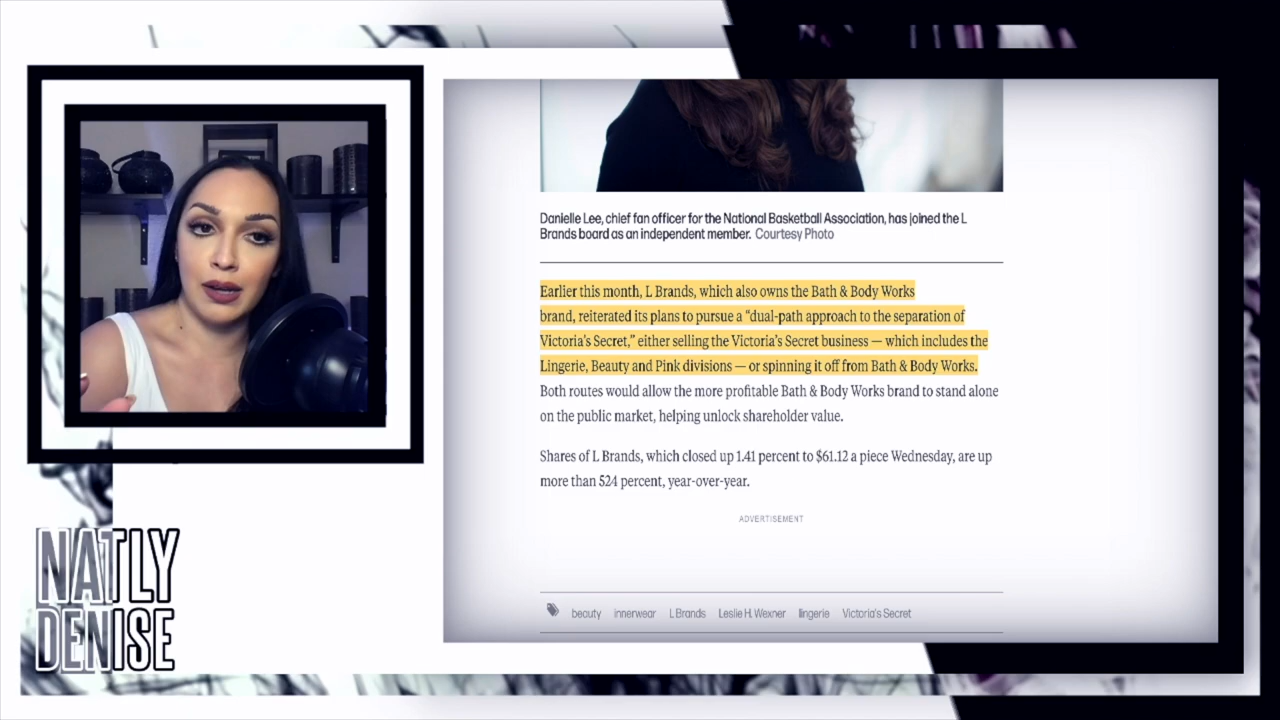 Danielle Lee, chief fan officer for the National Basketball Association, has joined the L
Brands board as an independent member. Courtesy Photo
Earlier this month, L Brands, which also owns the Bath & Body Works
brand, reiterated its plans to pursue a “dual-path approach to the separation of
Victoria’s Secret,” either selling the Victoria’s Secret business — which includes the
Lingerie, Beauty and Pink divisions — or spinning it off from Bath & Body Works.
Both routes would allow the more profitable Bath & Body Works brand to stand alone
on the public market, helping unlock shareholder value.
Shares of L Brands, which closed up 1.41 percent to $61.12 a piece Wednesday, are up
more than 524 percent, year-over-year.
ADVERTISEMENT
beauty innerwear L Brands Leslie H. Wexner lingerie Victoria's Secret
NATLY
DENISE